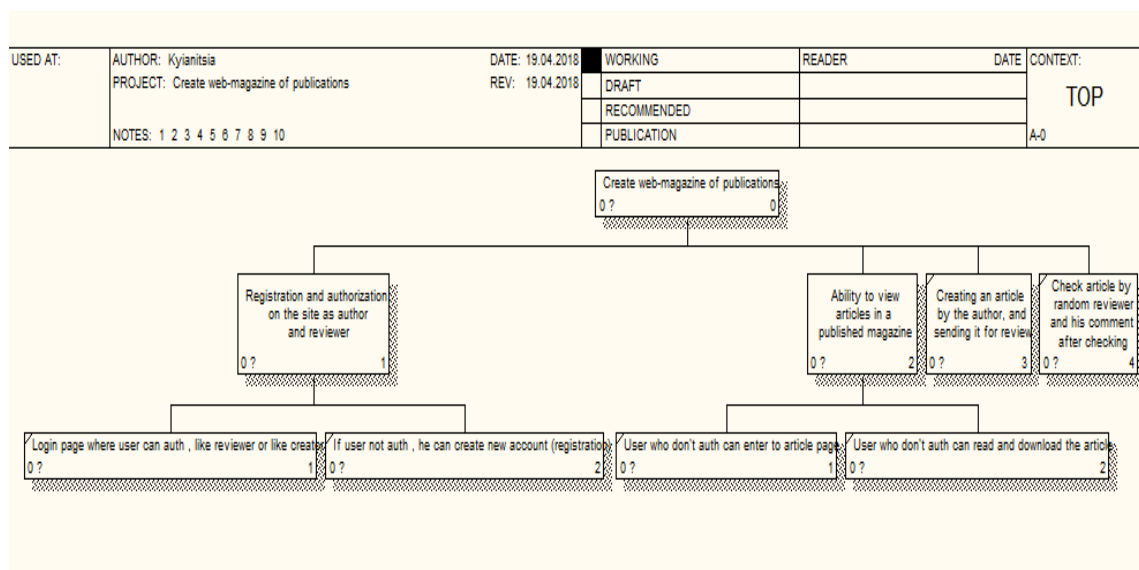 USED AT:
AUTHOR: Kyianitsia
DATE: 19.04.2018
WORKING
READER
DATE
CONTEXT:
PROJECT: Create web-magazine of publications
REV: 19.04.2018
DRAFT
TOP
RECOMMENDED
NOTES: 1 2 3 4 5 6 7 8 9 10
PUBLICATION
A-0
Create web-magazine of publications
0 ?
0
Registration and authorization
on the site as author
and reviewer
0 ?
1
Ability to view
articles in a
published magazine
0 ?
2
Creating an article
by the author, and
sending it for review
0 ?
3
Check article by
random reviewer
and his comment
after checking
0 ?
4
Login page where user can auth , like reviewer or like creator
0 ?
1
If user not auth , he can create new account (registration)
0 ?
2
User who don't auth can enter to article page
0 ?
1
User who don't auth can read and download the article
0 ?
2